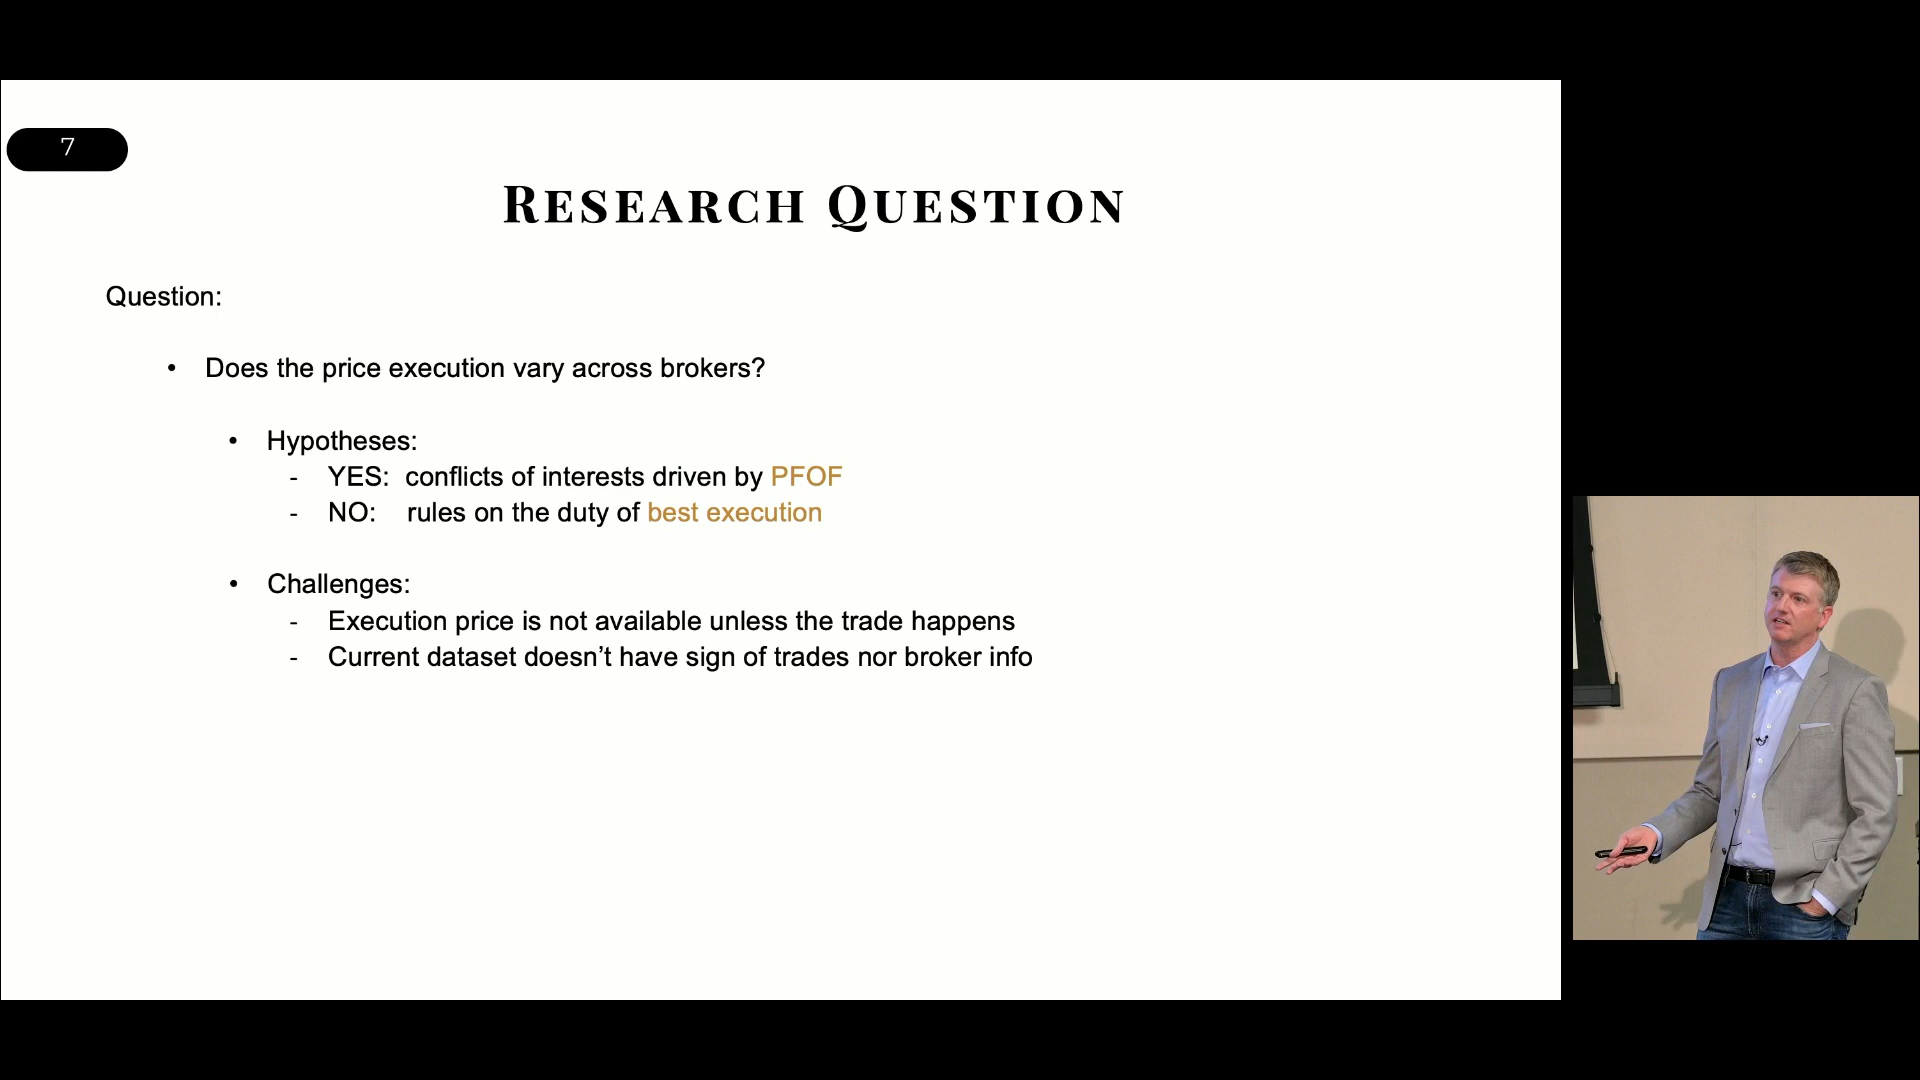 7
RESEARCH QUESTION
Question:
• Does the price execution vary across brokers?
• Hypotheses:
- YES: conflicts of interests driven by PFOF
- NO: rules on the duty of best execution
• Challenges:
- Execution price is not available unless the trade happens
- Current dataset doesn’t have sign of trades nor broker info